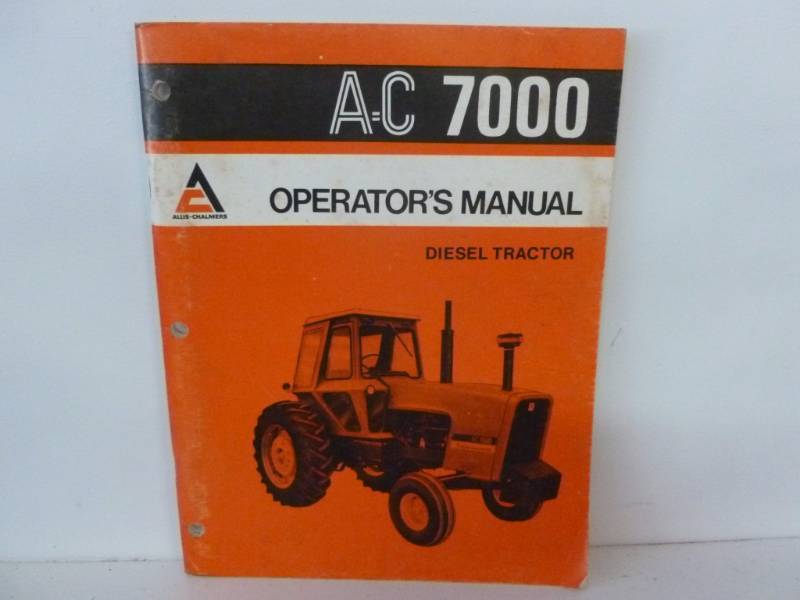 A-C 7000
ALLIS-CHALMERS
OPERATOR'S MANUAL
DIESEL TRACTOR